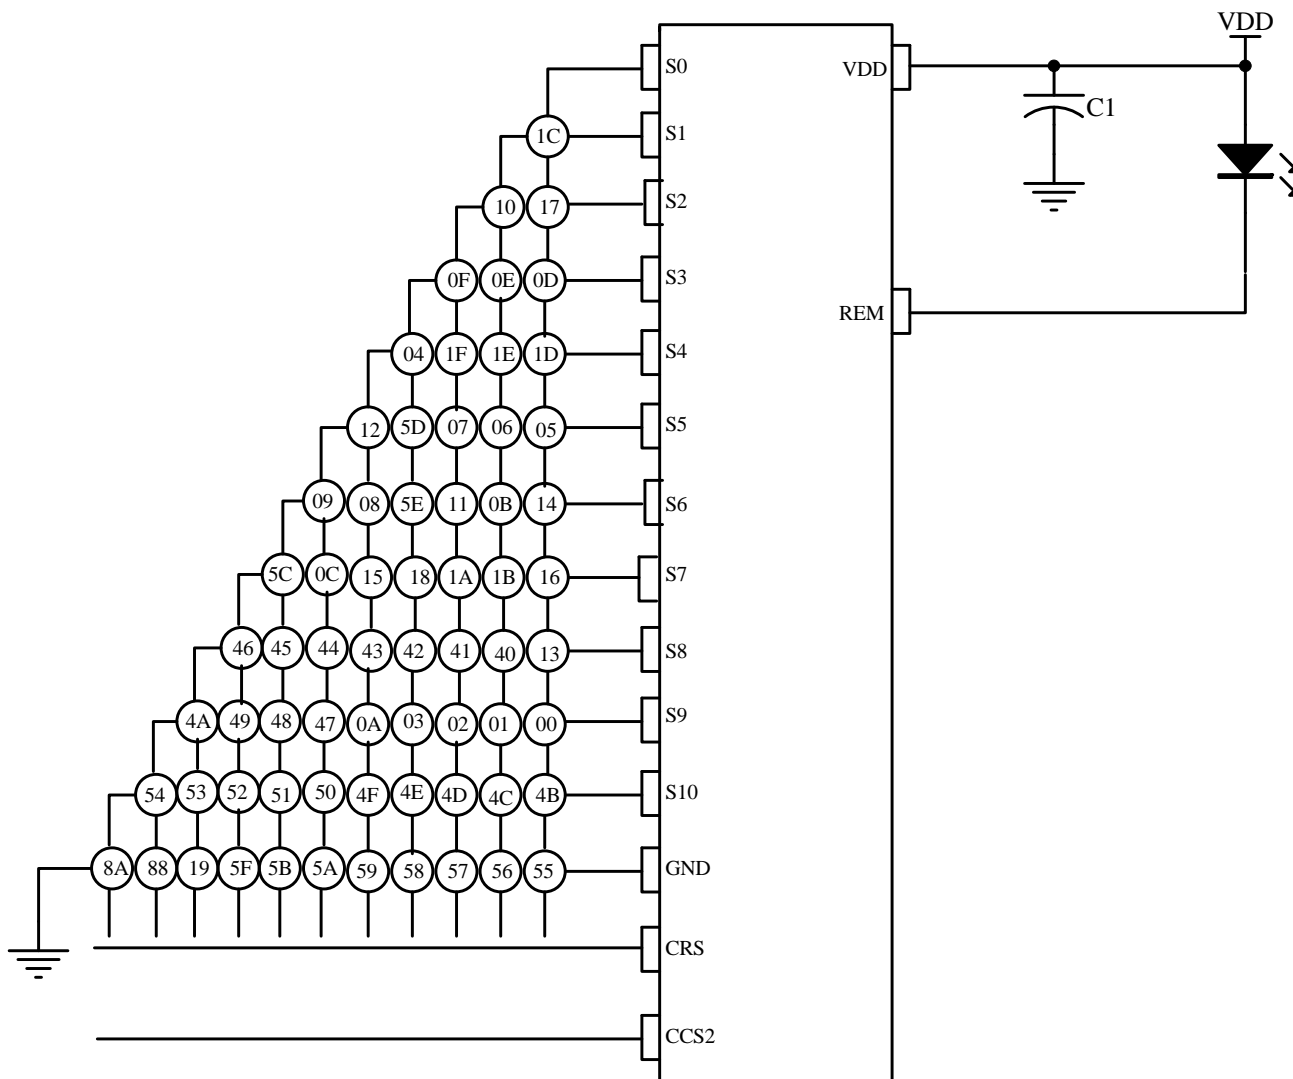 VDD
S0 VDD
C1
1C S1
10 17 S2
0F 0E 0D S3
REM
04 1F 1E 1D S4
12 5D 07 06 05 S5
09 08 5E 11 0B 14 S6
5C 0C 15 18 1A 1B 16 S7
46 45 44 43 42 41 40 13 S8
4A 49 48 47 0A 03 02 01 00 S9
54 53 52 51 50 4F 4E 4D 4C 4B S10
8A 88 19 5F 5B 5A 59 58 57 56 55 GND
CRS
CCS2